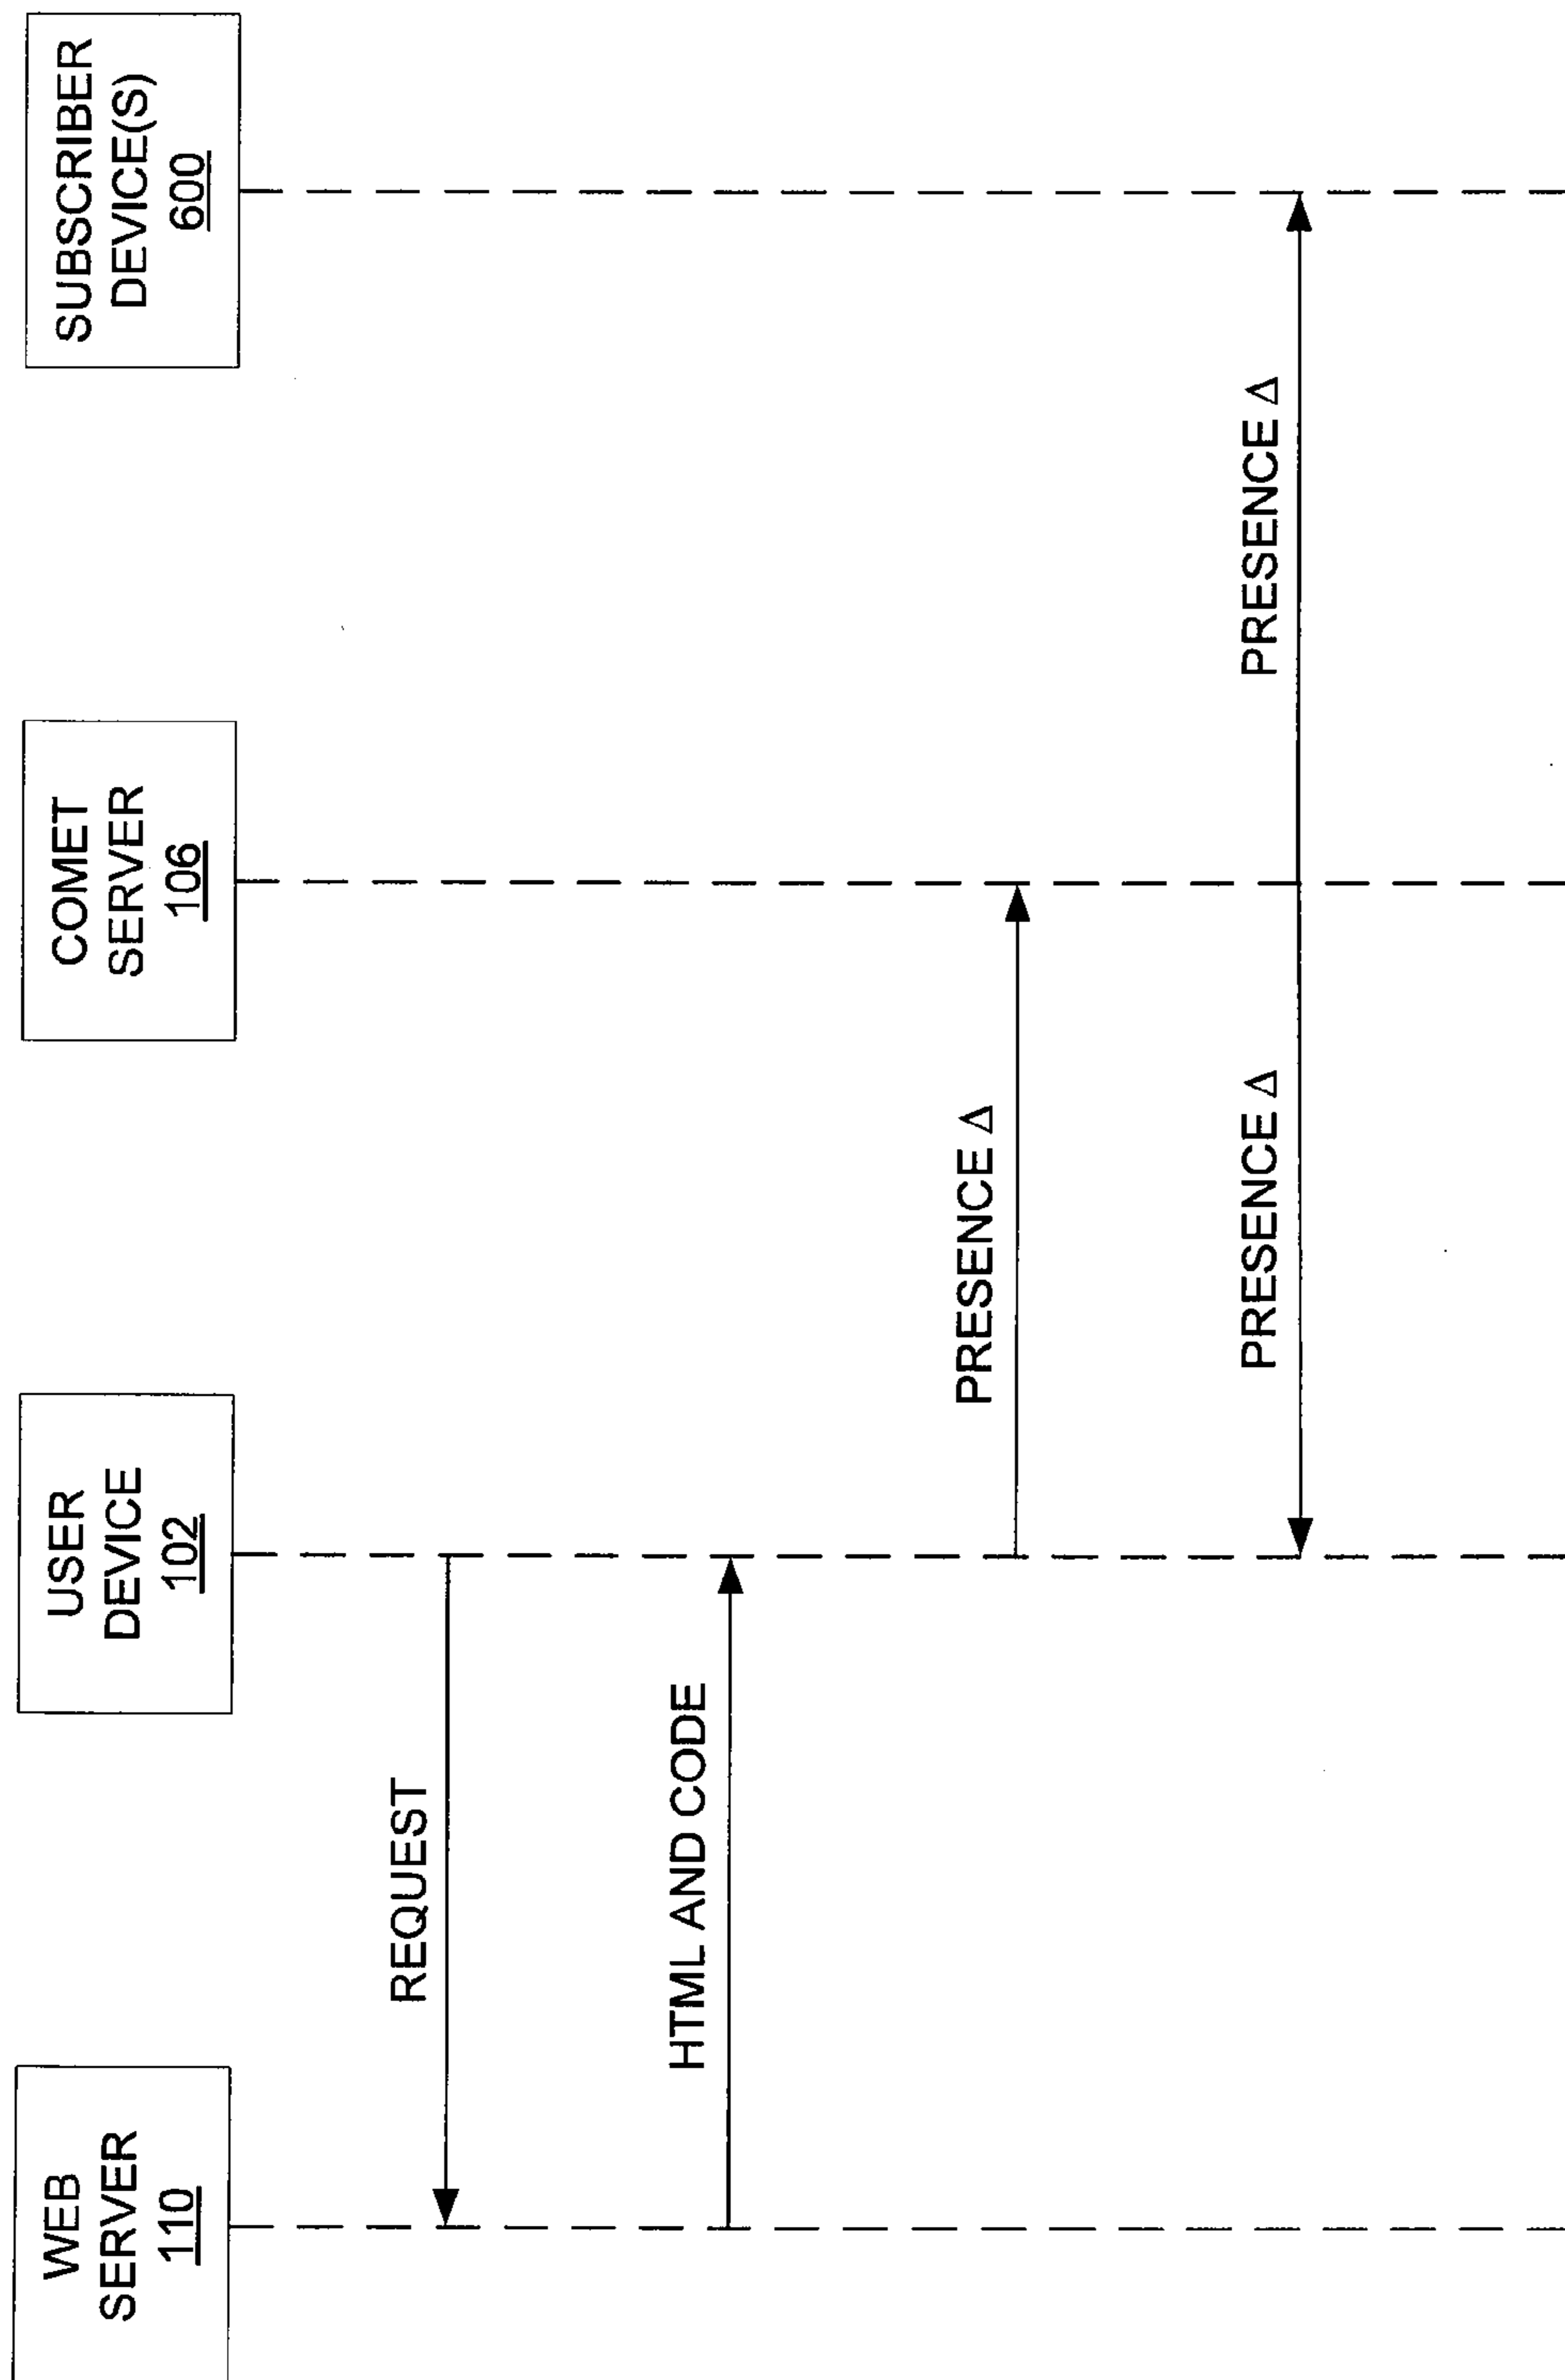 WEB
SERVER
110
USER
DEVICE
102
COMET
SERVER
106
SUBSCRIBER
DEVICE(S)
600
REQUEST
HTML AND CODE
PRESENCE Δ
PRESENCE Δ
PRESENCE Δ